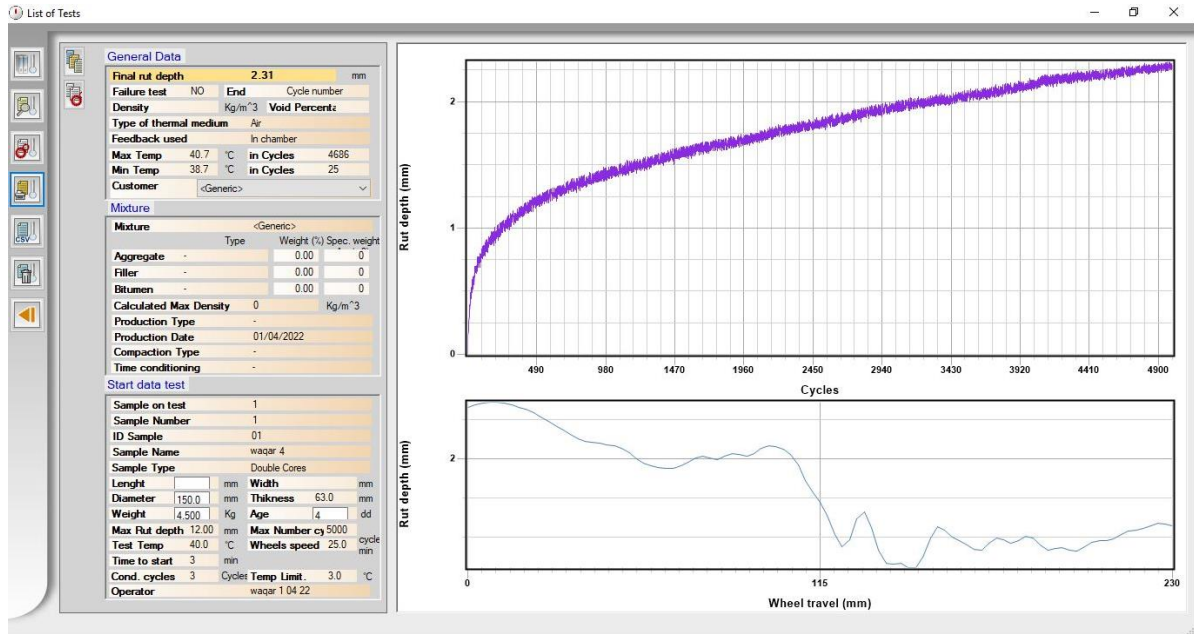 List of Tests
General Data
Final rut depth 2.31 mm
Failure test NO End Cycle number
Density Kg/m^3 Void Percenta
Type of thermal medium Air
Feedback used In chamber
Max Temp 40.7 °C in Cycles 4686
Min Temp 38.7 °C in Cycles 25
Customer <Generic>
Mixture
Mixture <Generic>
Type Weight (%) Spec. weight
Aggregate - 0.00 0
Filler - 0.00 0
Bitumen - 0.00 0
Calculated Max Density 0 Kg/m^3
Production Type -
Production Date 01/04/2022
Compaction Type -
Time conditioning -
Start data test
Sample on test 1
Sample Number 1
ID Sample 01
Sample Name waqar 4
Sample Type Double Cores
Lenght mm Width mm
Diameter 150.0 mm Thikness 63.0 mm
Weight 4.500 Kg Age 4 dd
Max Rut depth 12.00 mm Max Number cy 5000
Test Temp 40.0 °C Wheels speed 25.0 cycle min
Time to start 3 min
Cond. cycles 3 Cycles Temp Limit. 3.0 °C
Operator waqar 1 04 22
CSV
Rut depth (mm)
2
1
0
490 980 1470 1960 2450 2940 3430 3920 4410 4900
Cycles
Rut depth (mm)
2
0 115 230
Wheel travel (mm)